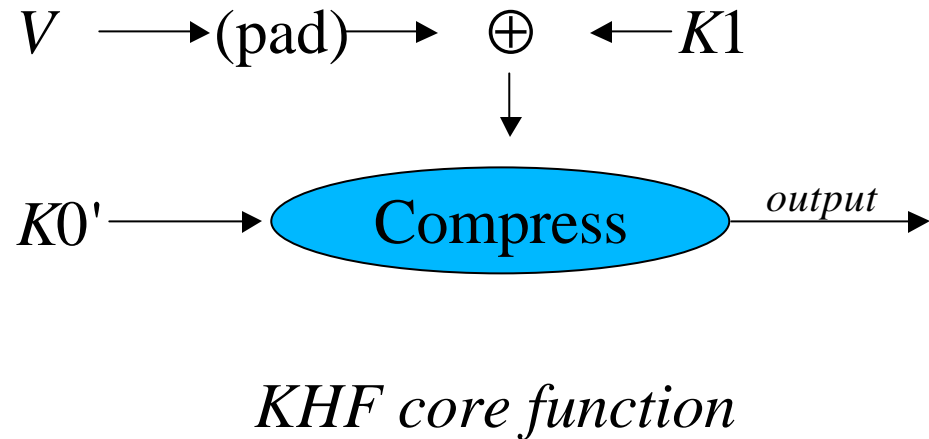 V (pad) ⊕ K1
output
K0' Compress
KHF core function